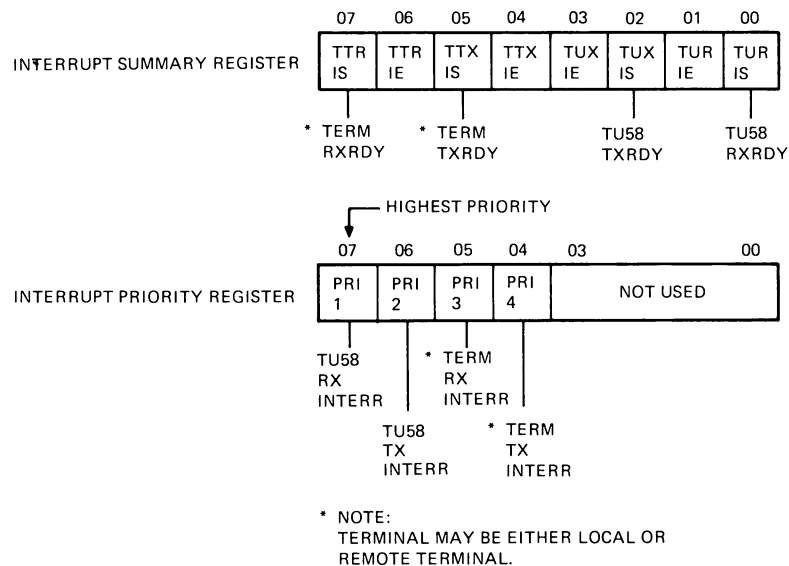 07 06 05 04 03 02 01 00
INTERRUPT SUMMARY REGISTER
TTR IS
TTR IE
TTX IS
TTX IE
TUX IE
TUX IS
TUR IE
TUR IS
* TERM
RXRDY
* TERM
TXRDY
TU58
TXRDY
TU58
RXRDY
HIGHEST PRIORITY
07 06 05 04 03 00
INTERRUPT PRIORITY REGISTER
PRI 1
PRI 2
PRI 3
PRI 4
NOT USED
TU58
RX
INTERR
TU58
TX
INTERR
* TERM
RX
INTERR
* TERM
TX
INTERR
* NOTE:
TERMINAL MAY BE EITHER LOCAL OR
REMOTE TERMINAL.